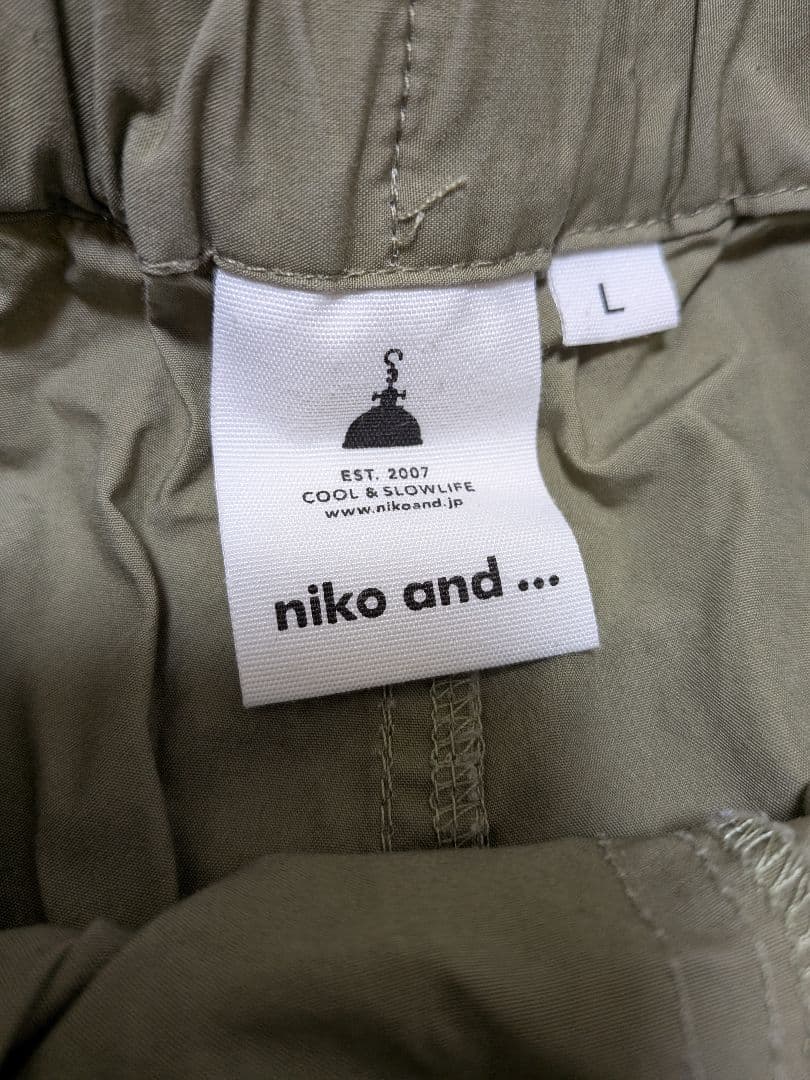 L
EST. 2007
COOL & SLOWLIFE
www.nikoand.jp
niko and ...